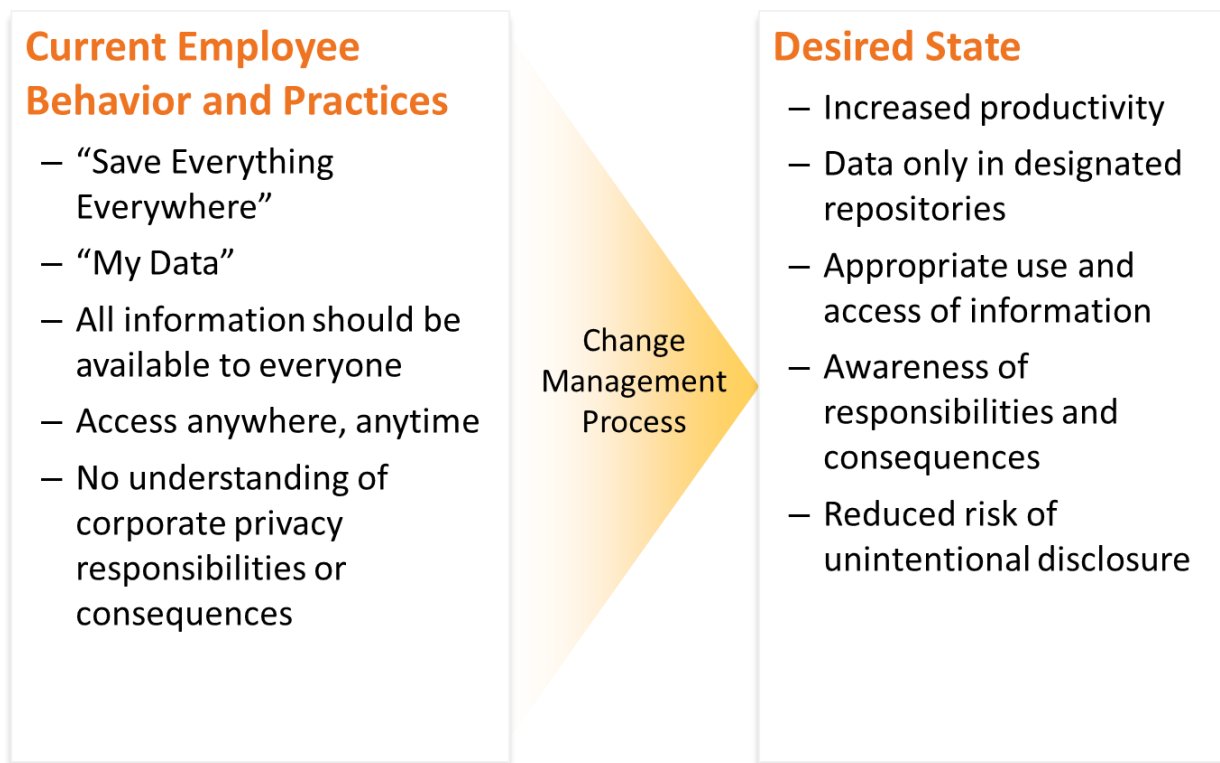 Current Employee
Behavior and Practices
– “Save Everything
Everywhere”
– “My Data”
– All information should be
available to everyone
– Access anywhere, anytime
– No understanding of
corporate privacy
responsibilities or
consequences
Change
Management
Process
Desired State
– Increased productivity
– Data only in designated
repositories
– Appropriate use and
access of information
– Awareness of
responsibilities and
consequences
– Reduced risk of
unintentional disclosure